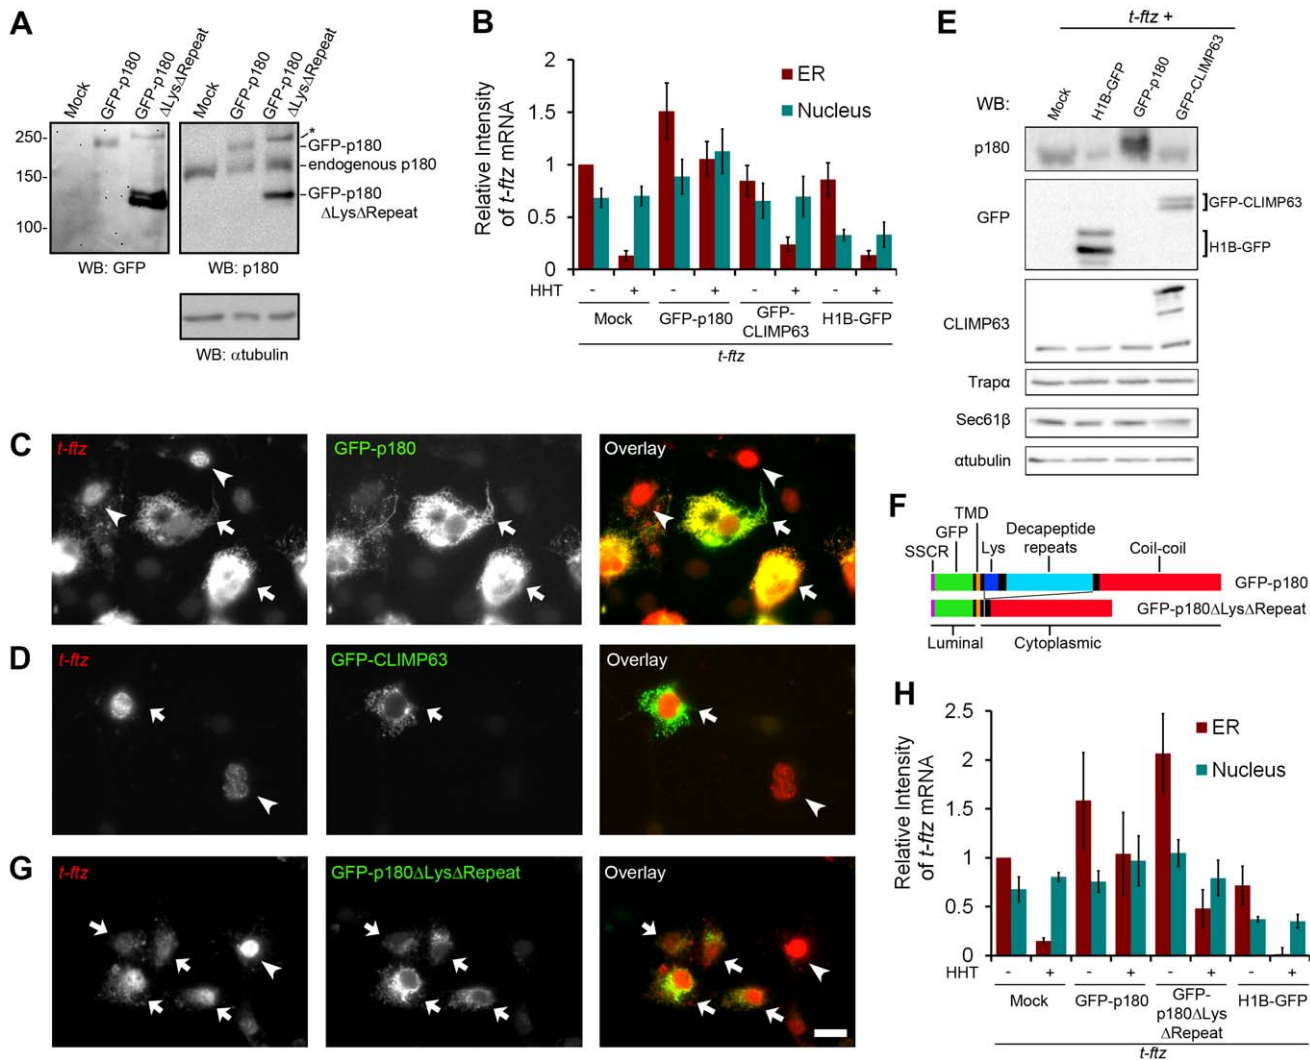 A
Mock
GFP-p180
GFP-p180
ΔLysΔRepeat
Mock
GFP-p180
GFP-p180
ΔLysΔRepeat
250-
150-
100-
*
GFP-p180
endogenous p180
GFP-p180
ΔLysΔRepeat
WB: GFP
WB: p180
WB: αtubulin
B
Relative Intensity
of t-ftz mRNA
2
1.5
1
0.5
0
ER
Nucleus
HHT
- + - + - + - +
Mock
GFP-p180
GFP-
CLIMP63
H1B-GFP
t-ftz
E
t-ftz +
WB:
Mock
H1B-GFP
GFP-p180
GFP-CLIMP63
p180
GFP
GFP-CLIMP63
H1B-GFP
CLIMP63
Trapα
Sec61β
αtubulin
C
t-ftz
GFP-p180
Overlay
D
t-ftz
GFP-CLIMP63
Overlay
F
SSCR
GFP
TMD
Lys
Decapeptide
repeats
Coil-coil
GFP-p180
GFP-p180ΔLysΔRepeat
Luminal
Cytoplasmic
G
t-ftz
GFP-p180ΔLysΔRepeat
Overlay
H
Relative Intensity
of t-ftz mRNA
2.5
2
1.5
1
0.5
0
ER
Nucleus
HHT
- + - + - + - +
Mock
GFP-p180
GFP-
p180ΔLys
ΔRepeat
H1B-GFP
t-ftz